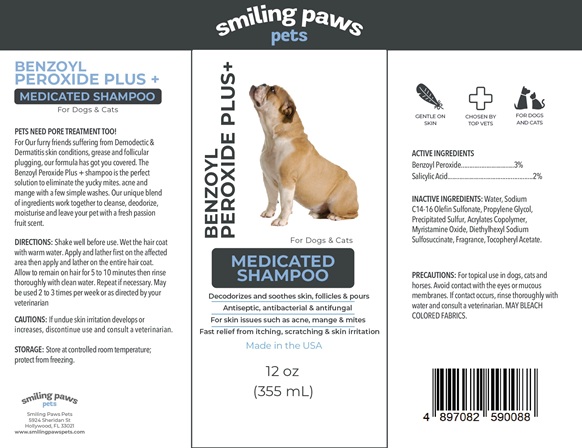 smiling paws
pets
BENZOYL
PEROXIDE PLUS +
MEDICATED SHAMPOO
For Dogs & Cats
PETS NEED PORE TREATMENT TOO!
For Our furry friends suffering from Demodectic &
Dermatitis skin conditions, grease and follicular
plugging, our formula has got you covered. The
Benzoyl Peroxide Plus + shampoo is the perfect
solution to eliminate the yucky mites. acne and
mange with a few simple washes. Our unique blend
of ingredients work together to cleanse, deodorize,
moisturise and leave your pet with a fresh passion
fruit scent.
DIRECTIONS: Shake well before use. Wet the hair coat
with warm water. Apply and lather first on the affected
area then apply and lather on the entire hair coat.
Allow to remain on hair for 5 to 10 minutes then rinse
thoroughly with clean water. Repeat if necessary. May
be used 2 to 3 times per week or as directed by your
veterinarian
CAUTIONS: If undue skin irritation develops or
increases, discontinue use and consult a veterinarian.
STORAGE: Store at controlled room temperature;
protect from freezing.
smiling paws
pets
Smiling Paws Pets
5924 Sheridan St
Hollywood, FL 33021
www.smilingpawspets.com
BENZOYL
PEROXIDE PLUS+
For Dogs & Cats
MEDICATED
SHAMPOO
Decodorizes and soothes skin, follicles & pours
Antiseptic, antibacterial & antifungal
For skin issues such as acne, mange & mites
Fast relief from itching, scratching & skin irritation
Made in the USA
12 oz
(355 mL)
GENTLE ON
SKIN
CHOSEN BY
TOP VETS
FOR DOGS
AND CATS
ACTIVE INGREDIENTS
Benzoyl Peroxide.......................3%
Salicylic Acid...................................2%
INACTIVE INGREDIENTS: Water, Sodium
C14-16 Olefin Sulfonate, Propylene Glycol,
Precipitated Sulfur, Acrylates Copolymer,
Myristamine Oxide, Diethylhexyl Sodium
Sulfosuccinate, Fragrance, Tocopheryl Acetate.
PRECAUTIONS: For topical use in dogs, cats and
horses. Avoid contact with the eyes or mucous
membranes. If contact occurs, rinse thoroughly with
water and consult a veterinarian. MAY BLEACH
COLORED FABRICS.
4 897082 590088